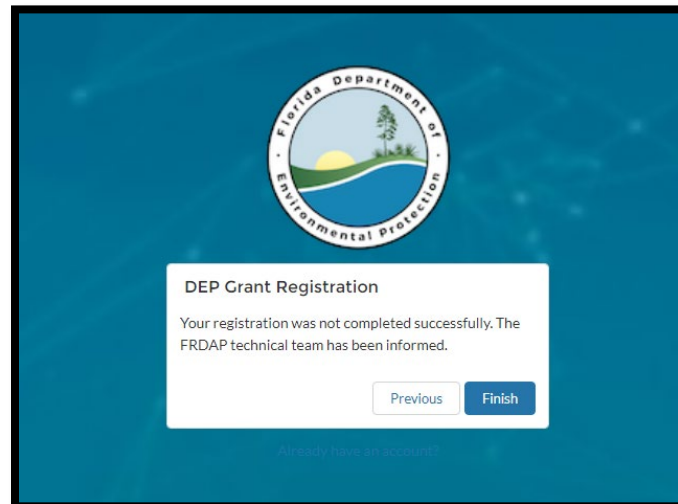 Florida Department of
Environmental Protection
DEP Grant Registration
Your registration was not completed successfully. The
FRDAP technical team has been informed.
Previous
Finish
Already have an account?